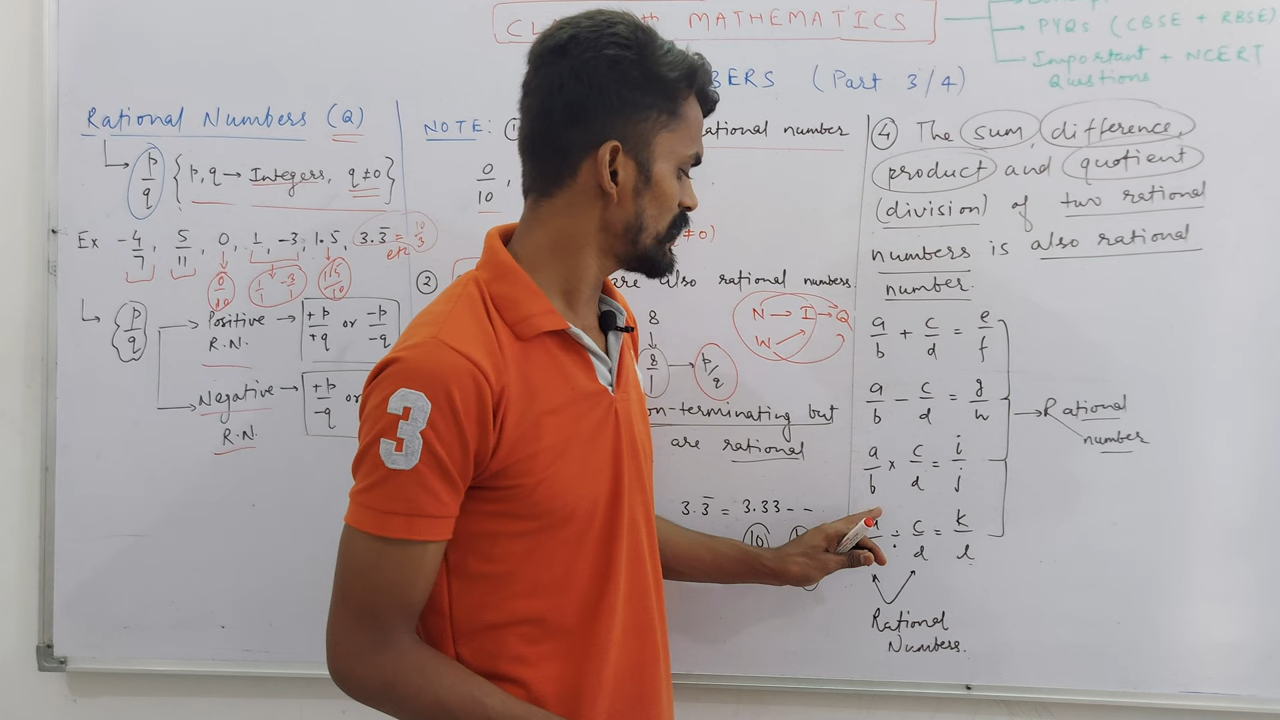 MATHEMATICS
PYQs (CBSE + RBSE)
Important + NCERT
Questions
BERS (Part 3/4)
Rational Numbers (Q)
p/q {p,q → Integers, q≠0}
Ex -4/7, 5/11, 0, 1, -3, 1.5, 3.3̅ = 10/3
etc
0/10 1/1 -3/1 15/10
p/q
Positive → +p/+q or -p/-q
R.N.
Negative → +p/-q or
R.N.
NOTE: ① ational number
0/10,
≠0)
② are also rational numbers.
8
8/1 → p/q
N → I → Q
W
on-terminating but
are rational
3.3̅ = 3.33--
10
④ The sum, difference,
product and quotient
(division) of two rational
numbers is also rational
number.
a/b + c/d = e/f
a/b - c/d = g/h
a/b × c/d = i/j
÷ c/d = k/l
→ Rational
number
Rational
Numbers.
3